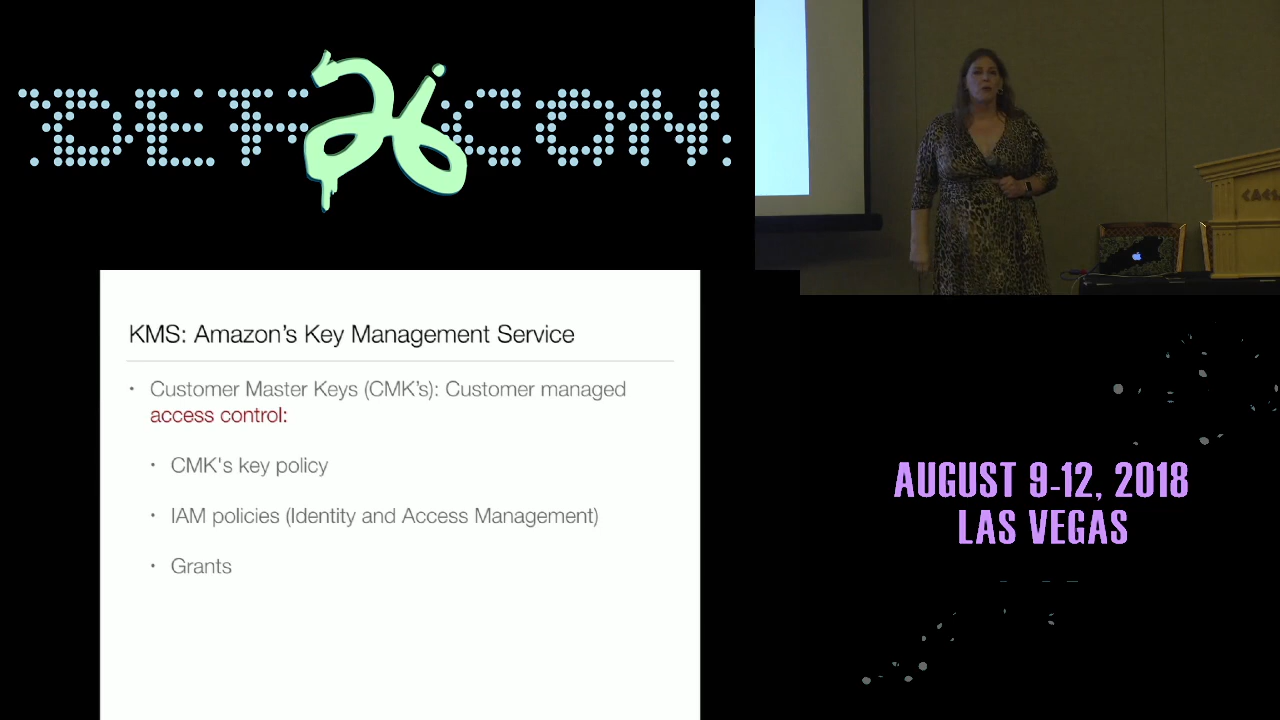 DEF 26 CON
KMS: Amazon's Key Management Service
• Customer Master Keys (CMK's): Customer managed
access control:
• CMK's key policy
• IAM policies (Identity and Access Management)
• Grants
AUGUST 9-12, 2018
LAS VEGAS